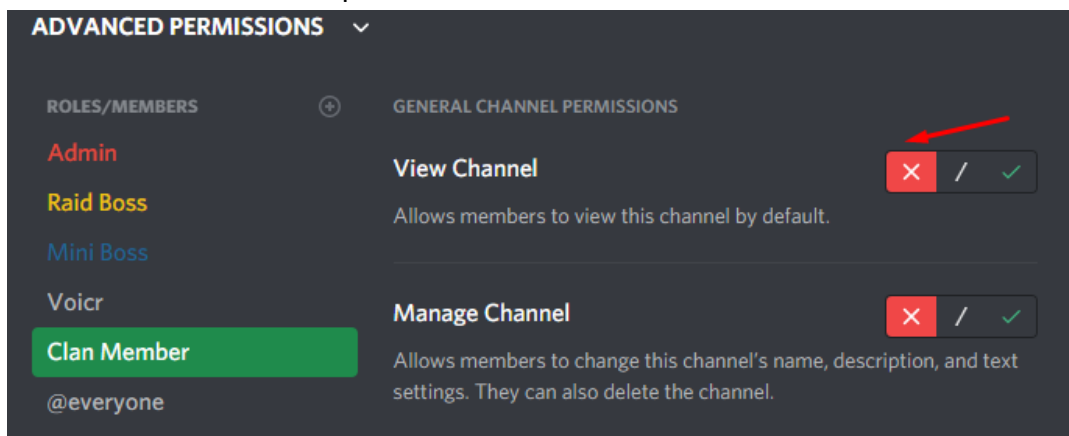 ADVANCED PERMISSIONS
ROLES/MEMBERS
Admin
Raid Boss
Mini Boss
Voicr
Clan Member
@everyone
GENERAL CHANNEL PERMISSIONS
View Channel
/
Allows members to view this channel by default.
Manage Channel
/
Allows members to change this channel's name, description, and text
settings. They can also delete the channel.